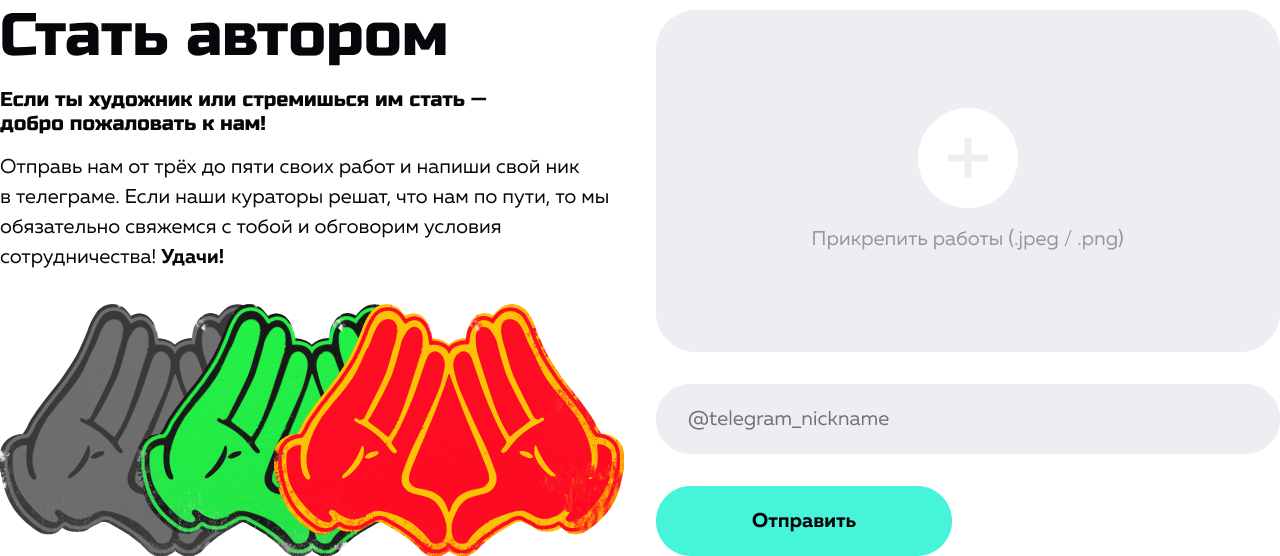 Стать автором
Если ты художник или стремишься им стать —
добро пожаловать к нам!
Отправь нам от трёх до пяти своих работ и напиши свой ник
в телеграме. Если наши кураторы решат, что нам по пути, то мы
обязательно свяжемся с тобой и обговорим условия
сотрудничества! Удачи!
Прикрепить работы (.jpeg / .png)
@telegram_nickname
Отправить